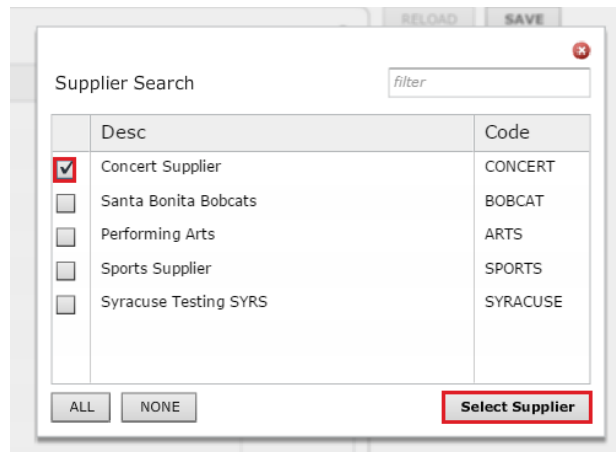 RELOAD SAVE
Supplier Search filter
Desc Code
Concert Supplier CONCERT
Santa Bonita Bobcats BOBCAT
Performing Arts ARTS
Sports Supplier SPORTS
Syracuse Testing SYRS SYRACUSE
ALL NONE Select Supplier